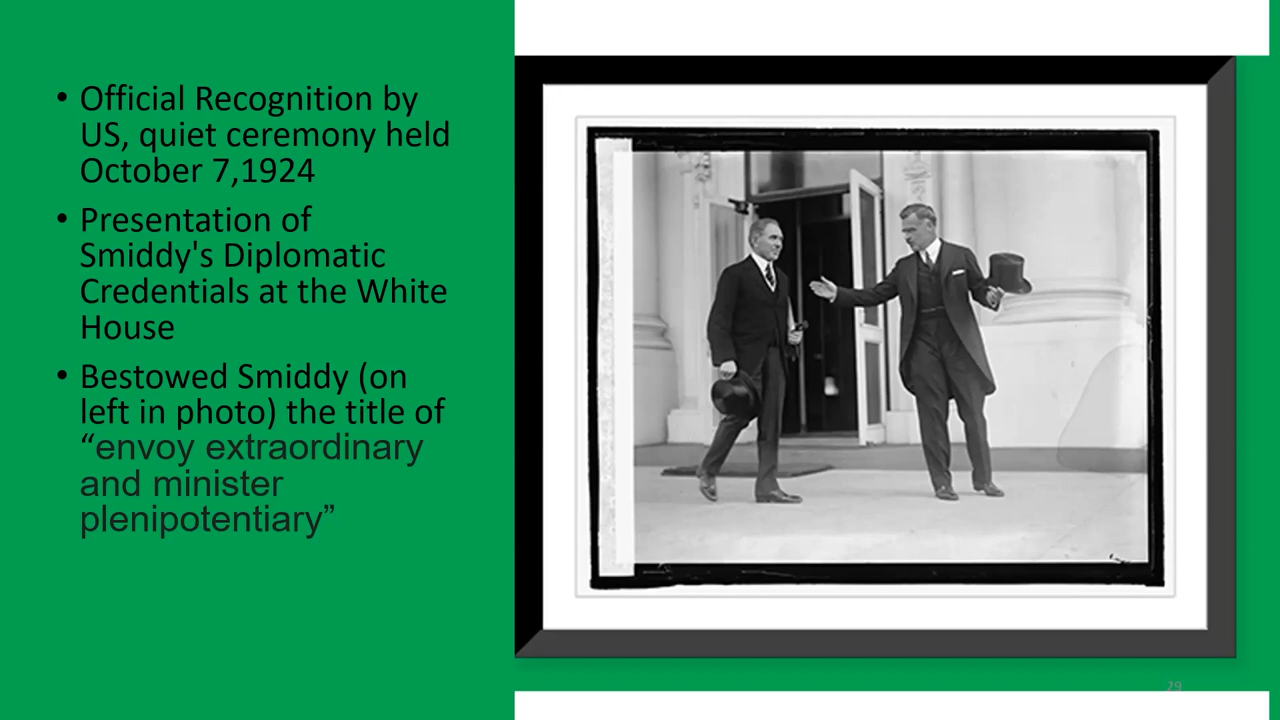 • Official Recognition by
US, quiet ceremony held
October 7,1924
• Presentation of
Smiddy's Diplomatic
Credentials at the White
House
• Bestowed Smiddy (on
left in photo) the title of
“envoy extraordinary
and minister
plenipotentiary”
29